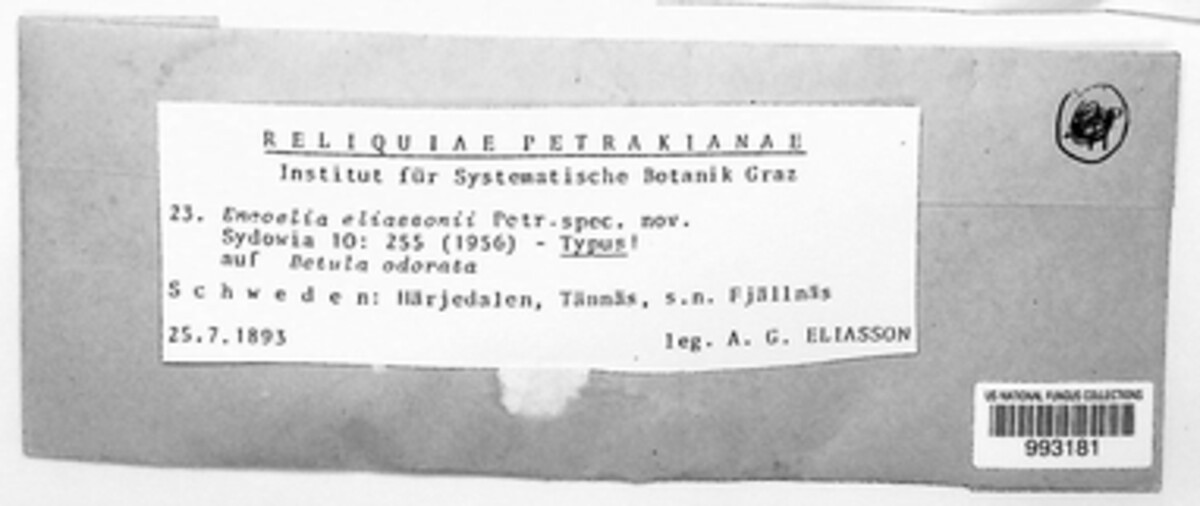 RELIQUIAE PETRAKIANAE
Institut für Systematische Botanik Graz
23. Encoelia eliassonii Petr.spec. nov.
Sydowia 10: 255 (1956) - Typus!
auf Betula odorata
Schweden: Härjedalen, Tännäs, s.n. Fjällnäs
25.7.1893 leg. A. G. ELIASSON
US NATIONAL FUNGUS COLLECTIONS
993181